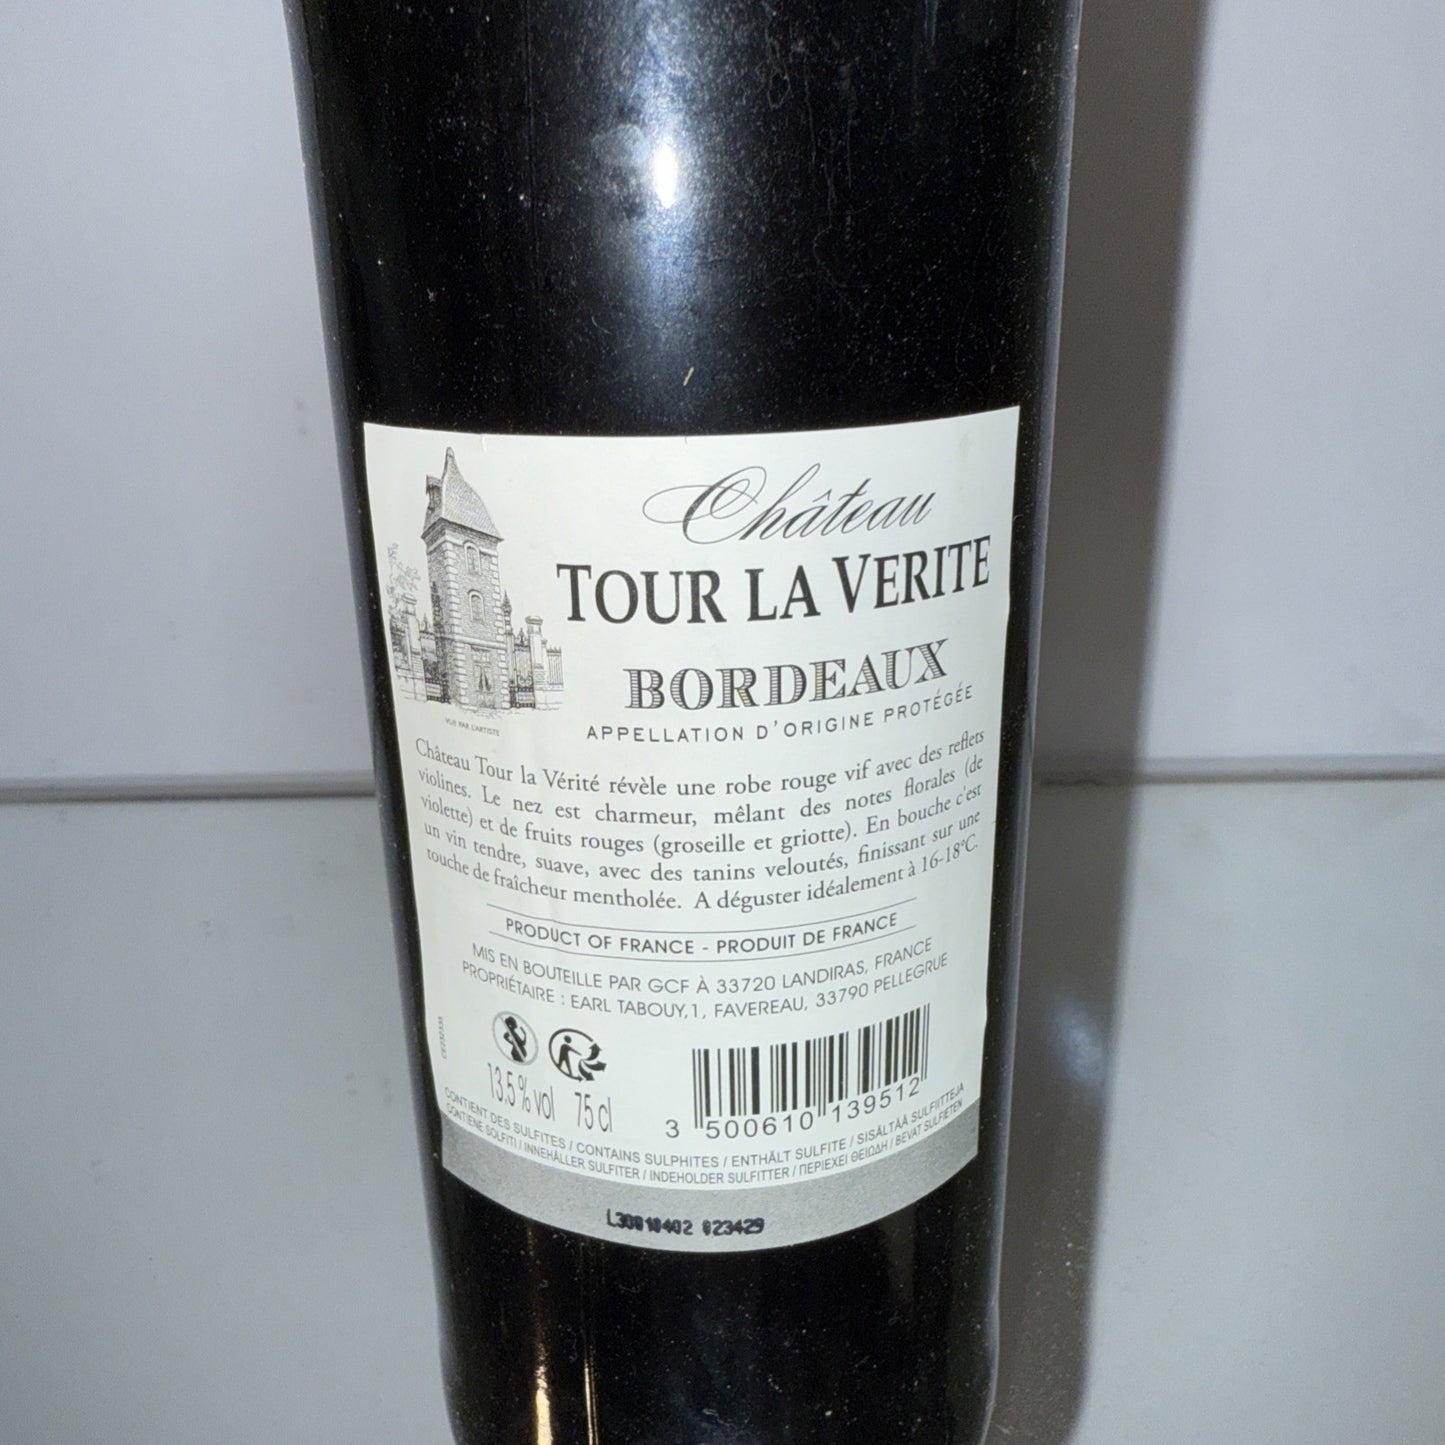 Château
TOUR LA VERITE
BORDEAUX
APPELLATION D'ORIGINE PROTÉGÉE
VUE PAR L'ARTISTE
Château Tour la Vérité révèle une robe rouge vif avec des reflets
violines. Le nez est charmeur, mêlant des notes florales (de
violette) et de fruits rouges (groseille et griotte). En bouche c'est
un vin tendre, suave, avec des tanins veloutés, finissant sur une
touche de fraîcheur mentholée. A déguster idéalement à 16-18°C.
PRODUCT OF FRANCE - PRODUIT DE FRANCE
MIS EN BOUTEILLE PAR GCF À 33720 LANDIRAS, FRANCE
PROPRIÉTAIRE : EARL TABOUY,1, FAVEREAU, 33790 PELLEGRUE
13.5 % vol 75 cl
3 500610 139512
CONTIENT DES SULFITES / CONTAINS SULPHITES / ENTHÄLT SULFITE / SISÄLTÄÄ SULFIITTEJA
CONTIENE SOLFITI / INNEHÅLLER SULFITER / INDEHOLDER SULFITTER / ΠΕΡΙΕΧΕΙ ΘΕΙΩΔΗ / BEVAT SULFIETEN